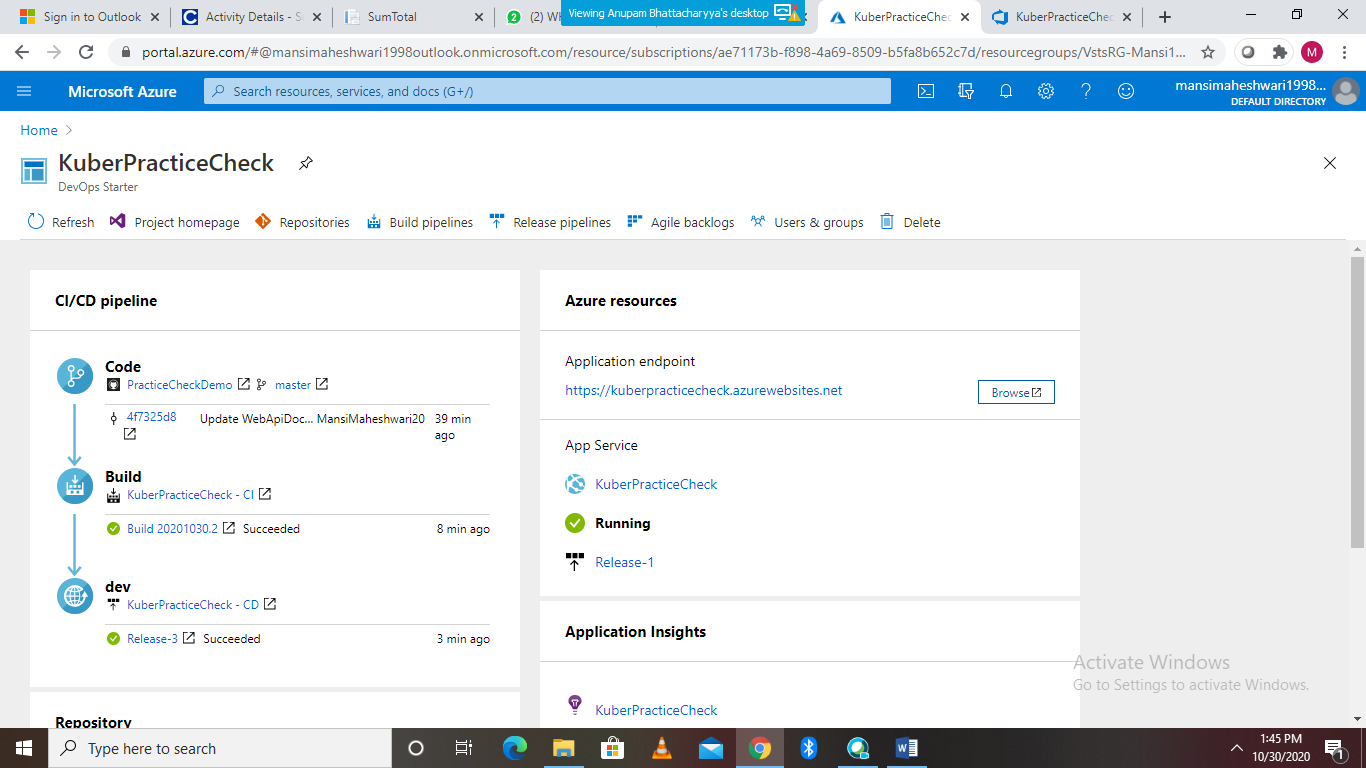 Sign in to Outlook
Activity Details - S
SumTotal
(2) Wh
Viewing Anupam Bhattacharyya's desktop
KuberPracticeChec
KuberPracticeChec
portal.azure.com/#@mansimaheshwari1998outlook.onmicrosoft.com/resource/subscriptions/ae71173b-f898-4a69-8509-b5fa8b652c7d/resourcegroups/VstsRG-Mansi1...
M
Microsoft Azure
Search resources, services, and docs (G+/)
mansimaheshwari1998...
DEFAULT DIRECTORY
Home
KuberPracticeCheck
DevOps Starter
Refresh
Project homepage
Repositories
Build pipelines
Release pipelines
Agile backlogs
Users & groups
Delete
CI/CD pipeline
Code
PracticeCheckDemo master
4f7325d8 Update WebApiDoc... MansiMaheshwari20 39 min
ago
Build
KuberPracticeCheck - CI
Build 20201030.2 Succeeded 8 min ago
dev
KuberPracticeCheck - CD
Release-3 Succeeded 3 min ago
Repository
Azure resources
Application endpoint
https://kuberpracticecheck.azurewebsites.net
Browse
App Service
KuberPracticeCheck
Running
Release-1
Application Insights
KuberPracticeCheck
Activate Windows
Go to Settings to activate Windows.
Type here to search
1:45 PM
10/30/2020
1